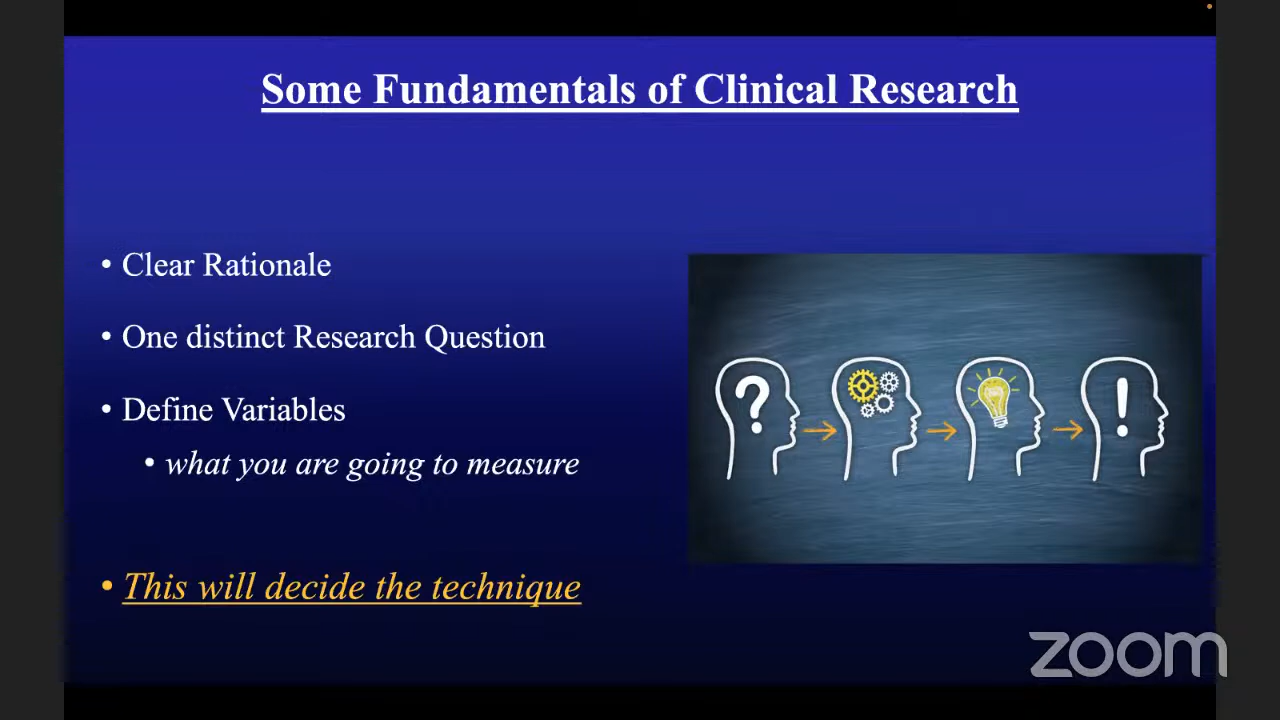 Some Fundamentals of Clinical Research
• Clear Rationale
• One distinct Research Question
• Define Variables
• what you are going to measure
• This will decide the technique
? ! 
zoom